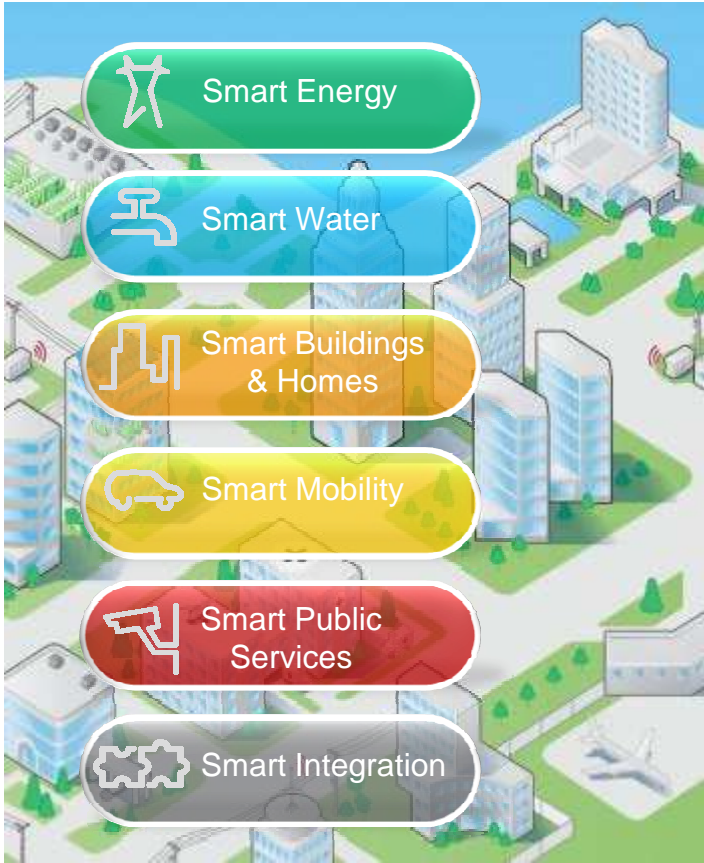 Smart Energy
Smart Water
Smart Buildings
& Homes
Smart Mobility
Smart Public
Services
Smart Integration